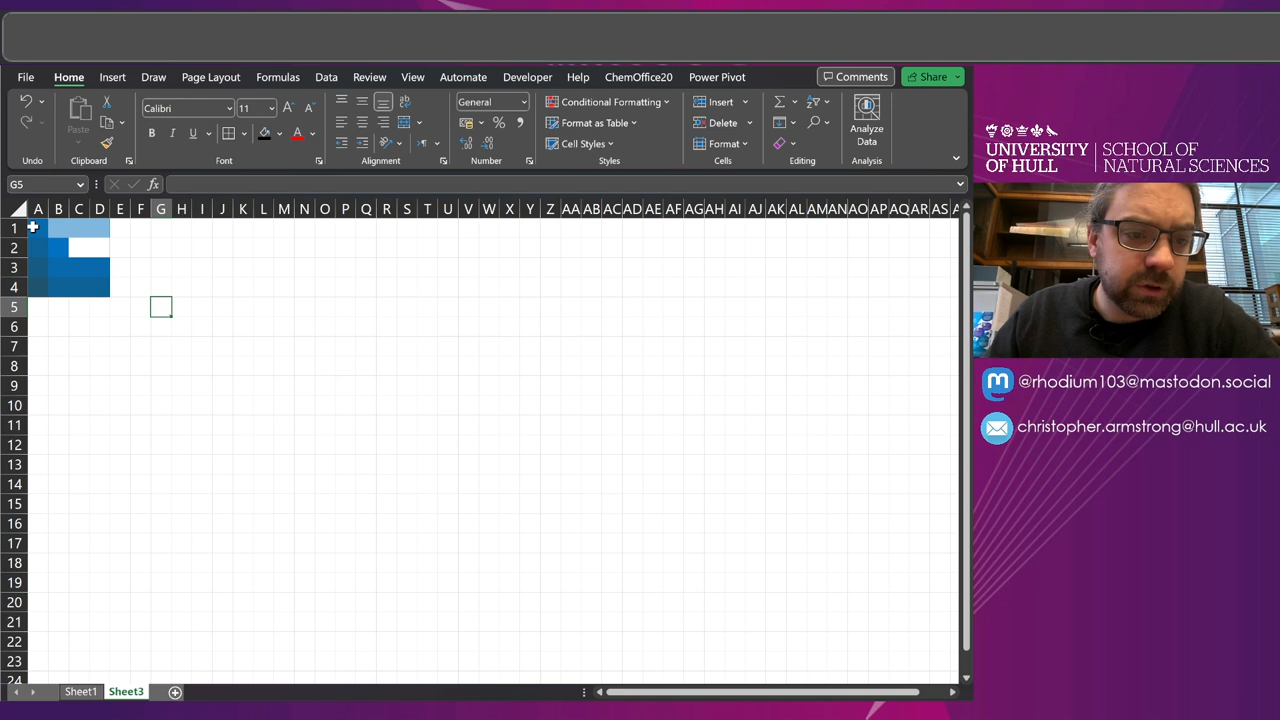 File Home Insert Draw Page Layout Formulas Data Review View Automate Developer Help ChemOffice20 Power Pivot Comments Share
Calibri 11 General Conditional Formatting Insert
Paste B I U A Format as Table Delete Analyze Data
Cell Styles Format
Undo Clipboard Font Alignment Number Styles Cells Editing Analysis
G5 fx
A B C D E F G H I J K L M N O P Q R S T U V W X Y Z AA AB AC AD AE AF AG AH AI AJ AK AL AM AN AO AP AQ AR AS
1
2
3
4
5
6
7
8
9
10
11
12
13
14
15
16
17
18
19
20
21
22
23
24
Sheet1 Sheet3
UNIVERSITY OF HULL
SCHOOL OF NATURAL SCIENCES
@rhodium103@mastodon.social
christopher.armstrong@hull.ac.uk